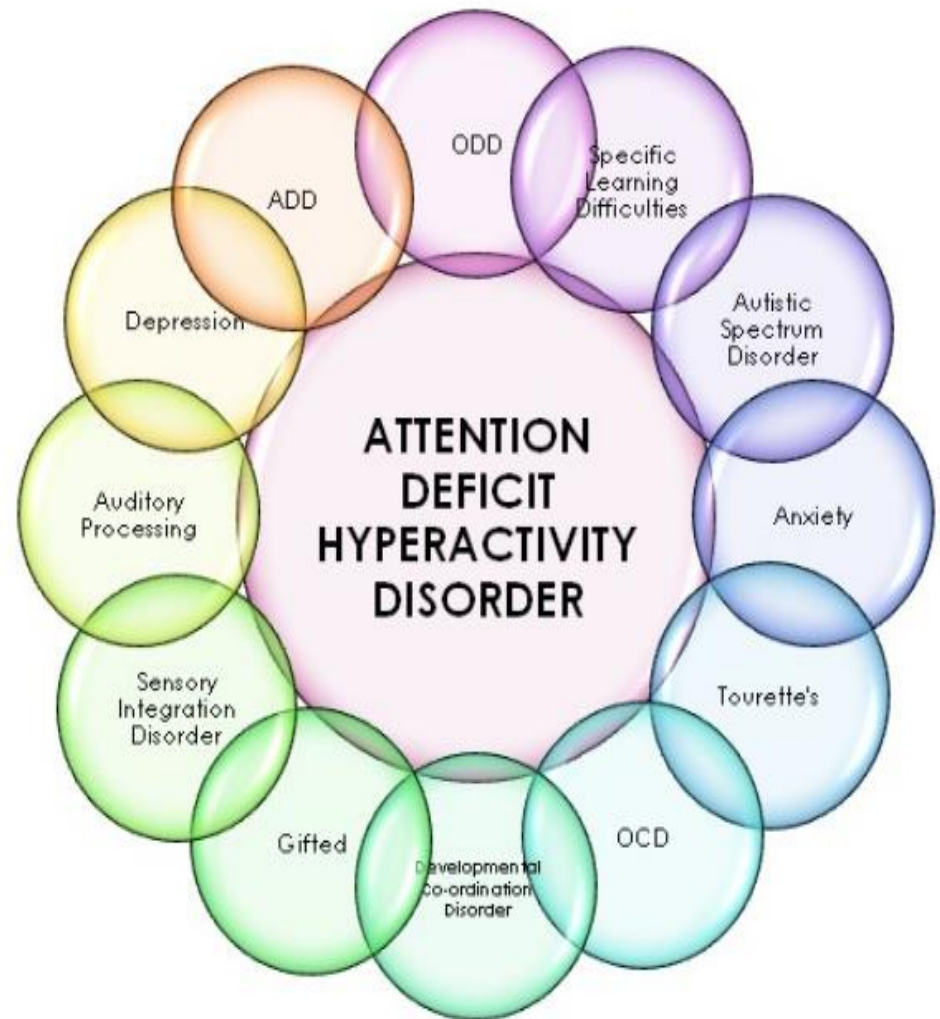 ODD
Specific
Learning
Difficulties
ADD
Autistic
Spectrum
Disorder
Depression
ATTENTION
DEFICIT
HYPERACTIVITY
DISORDER
Auditory
Processing
Anxiety
Sensory
Integration
Disorder
Tourette's
Gifted
OCD
Developmental
Co-ordination
Disorder